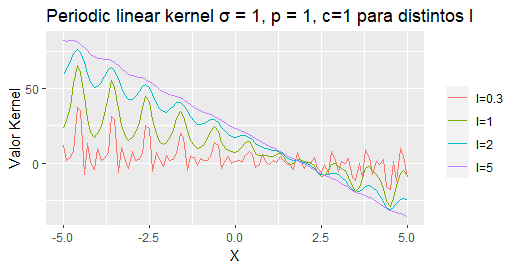 Periodic linear kernel σ = 1, p = 1, c=1 para distintos l
Valor Kernel
50
0
-5.0 -2.5 0.0 2.5 5.0
X
l=0.3
l=1
l=2
l=5